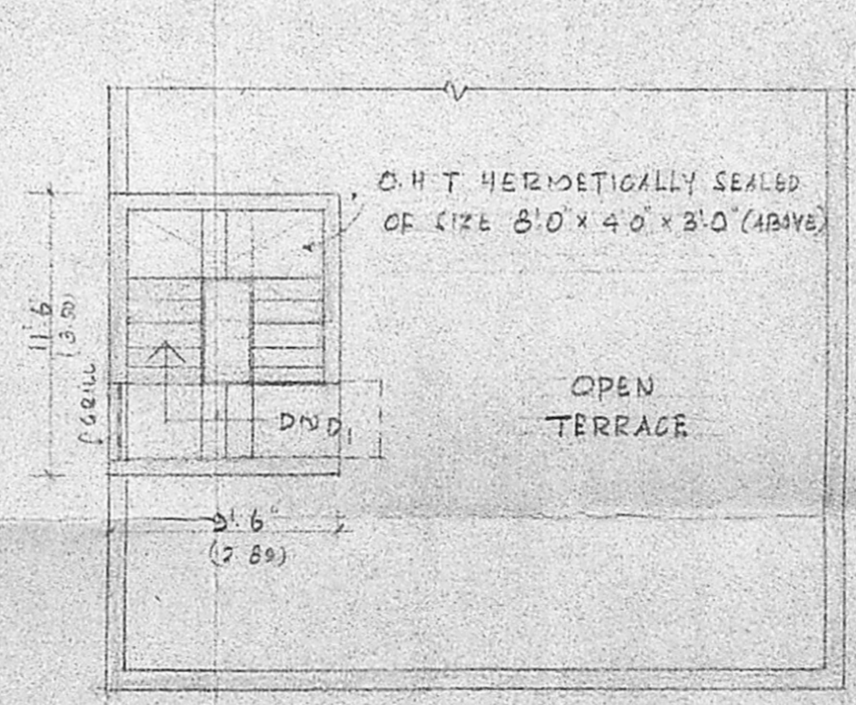 O.H T HERMETICALLY SEALED
OF SIZE 8'.0" x 4'0" x 3'.0" (ABOVE)
11'.6
(3.50)
GRILL
DN D1
OPEN
TERRACE
9'.6"
(2.89)